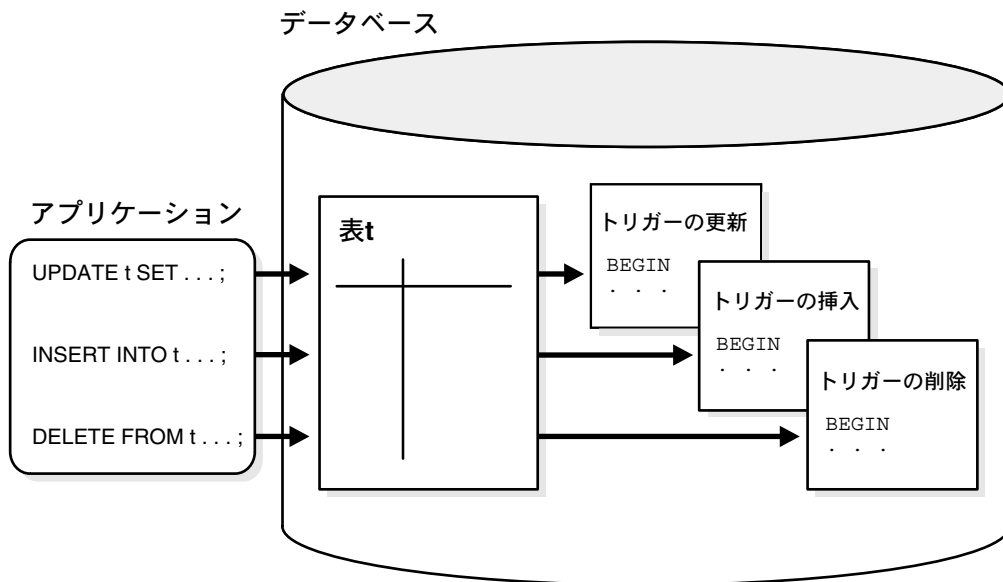 データベース
アプリケーション
UPDATE t SET . . . ;
INSERT INTO t . . . ;
DELETE FROM t . . . ;
表t
トリガーの更新
BEGIN
. . .
トリガーの挿入
BEGIN
. . .
トリガーの削除
BEGIN
. . .